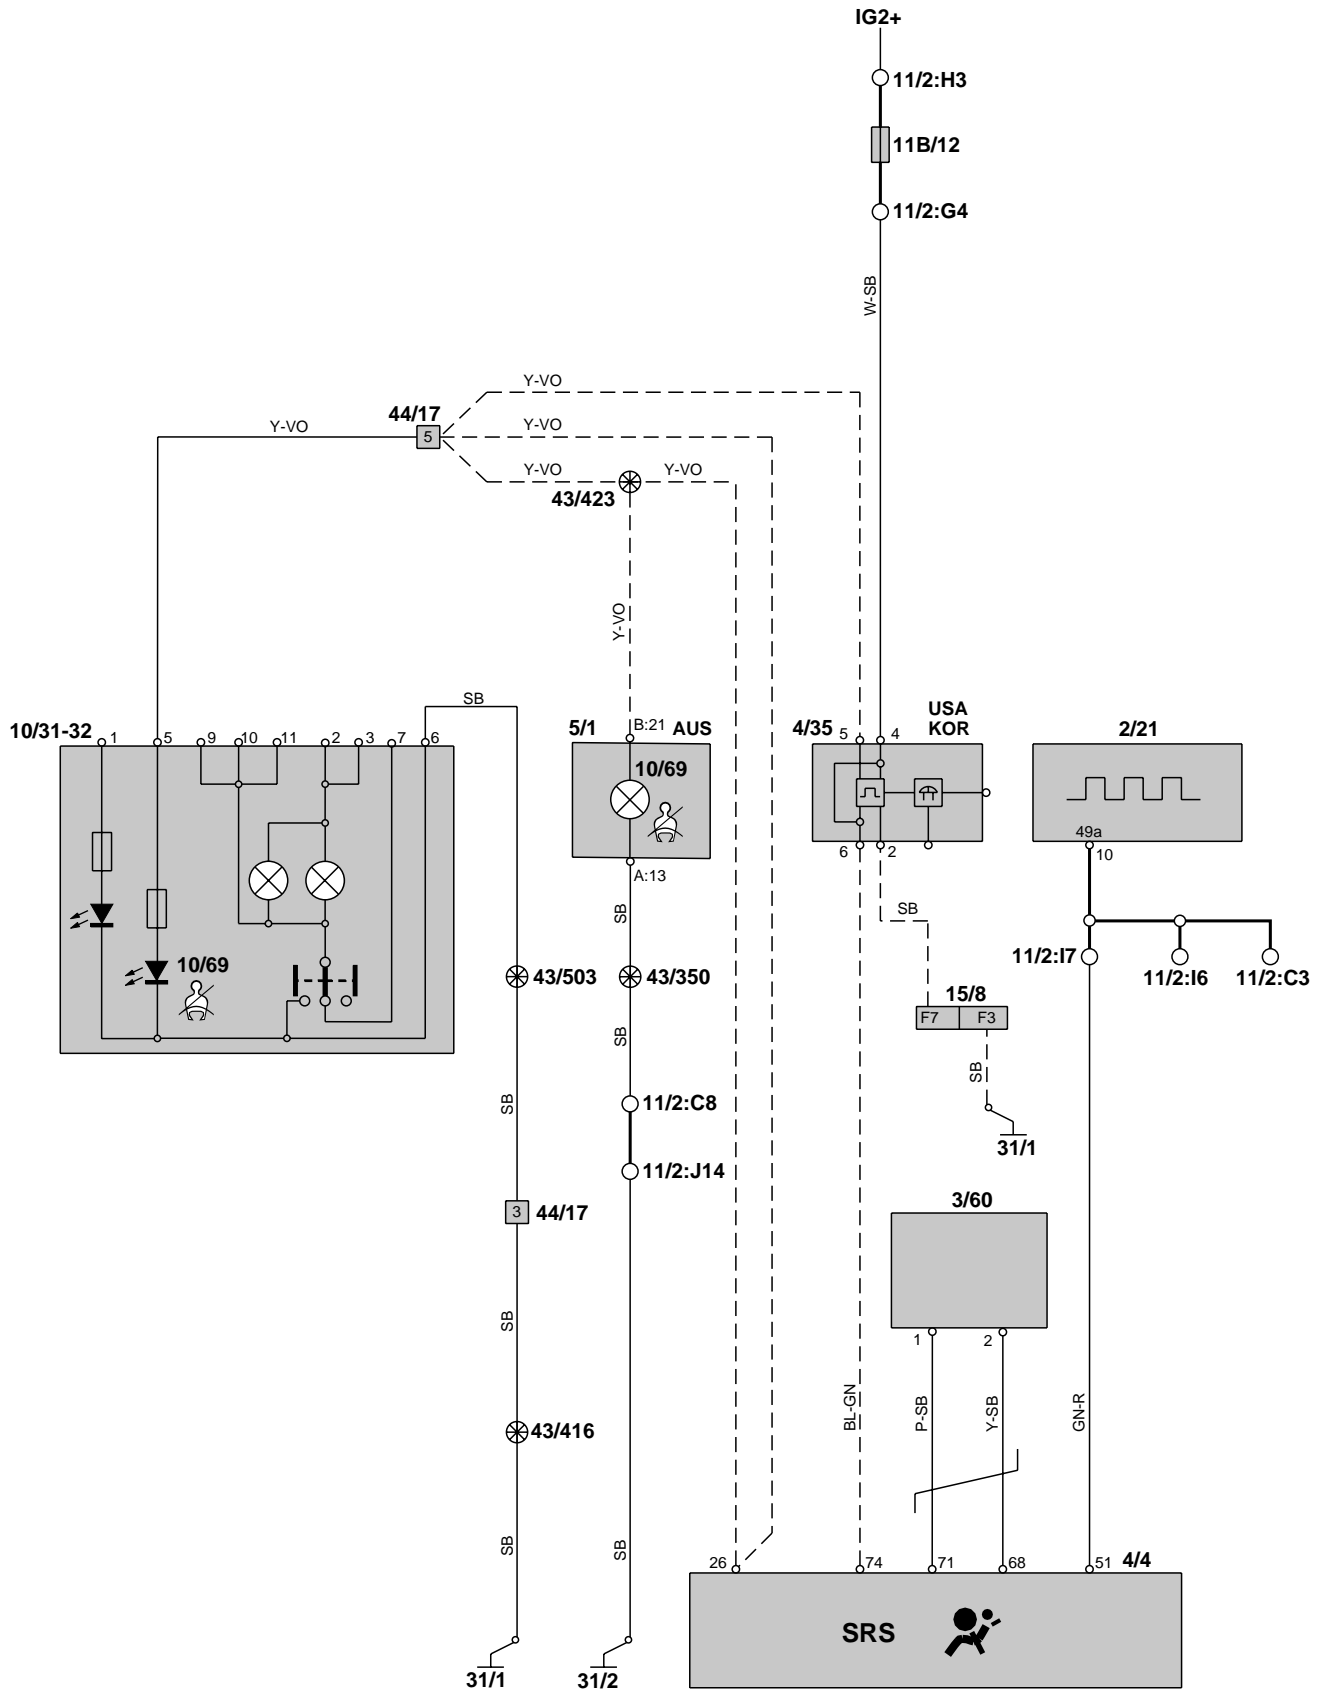 IG2+
11/2:H3
11B/12
11/2:G4
W-SB
Y-VO
44/17
Y-VO
5
Y-VO
Y-VO
Y-VO
43/423
Y-VO
SB
10/31-32
1
5
9
10
11
2
3
7
6
5/1
B:21
AUS
4/35
5
4
USA
KOR
2/21
10/69
49a
10
6
2
A:13
SB
SB
10/69
43/503
43/350
11/2:I7
11/2:I6
11/2:C3
15/8
F7
F3
SB
SB
SB
11/2:C8
31/1
11/2:J14
3
44/17
3/60
SB
1
2
BL-GN
P-SB
Y-SB
GN-R
43/416
SB
SB
26
74
71
68
51
4/4
SRS
31/1
31/2